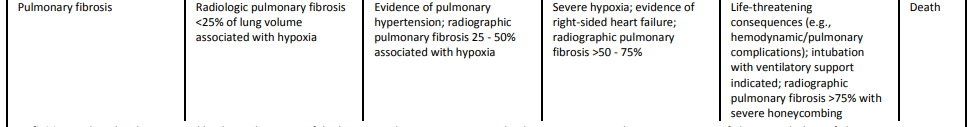 Pulmonary fibrosis
Radiologic pulmonary fibrosis
<25% of lung volume
associated with hypoxia
Evidence of pulmonary
hypertension; radiographic
pulmonary fibrosis 25 - 50%
associated with hypoxia
Severe hypoxia; evidence of
right-sided heart failure;
radiographic pulmonary
fibrosis >50 - 75%
Life-threatening
consequences (e.g.,
hemodynamic/pulmonary
complications); intubation
with ventilatory support
indicated; radiographic
pulmonary fibrosis >75% with
severe honeycombing
Death